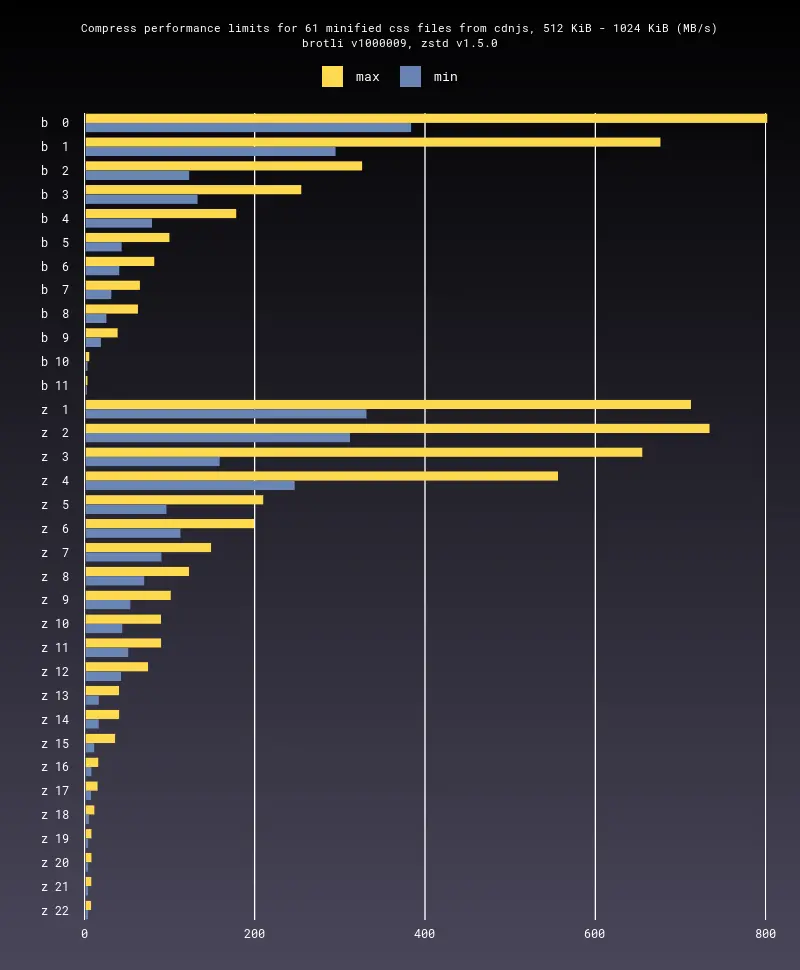 Compress performance limits for 61 minified css files from cdnjs, 512 KiB - 1024 KiB (MB/s)
brotli v1000009, zstd v1.5.0
max min
b 0
b 1
b 2
b 3
b 4
b 5
b 6
b 7
b 8
b 9
b 10
b 11
z 1
z 2
z 3
z 4
z 5
z 6
z 7
z 8
z 9
z 10
z 11
z 12
z 13
z 14
z 15
z 16
z 17
z 18
z 19
z 20
z 21
z 22
0 200 400 600 800